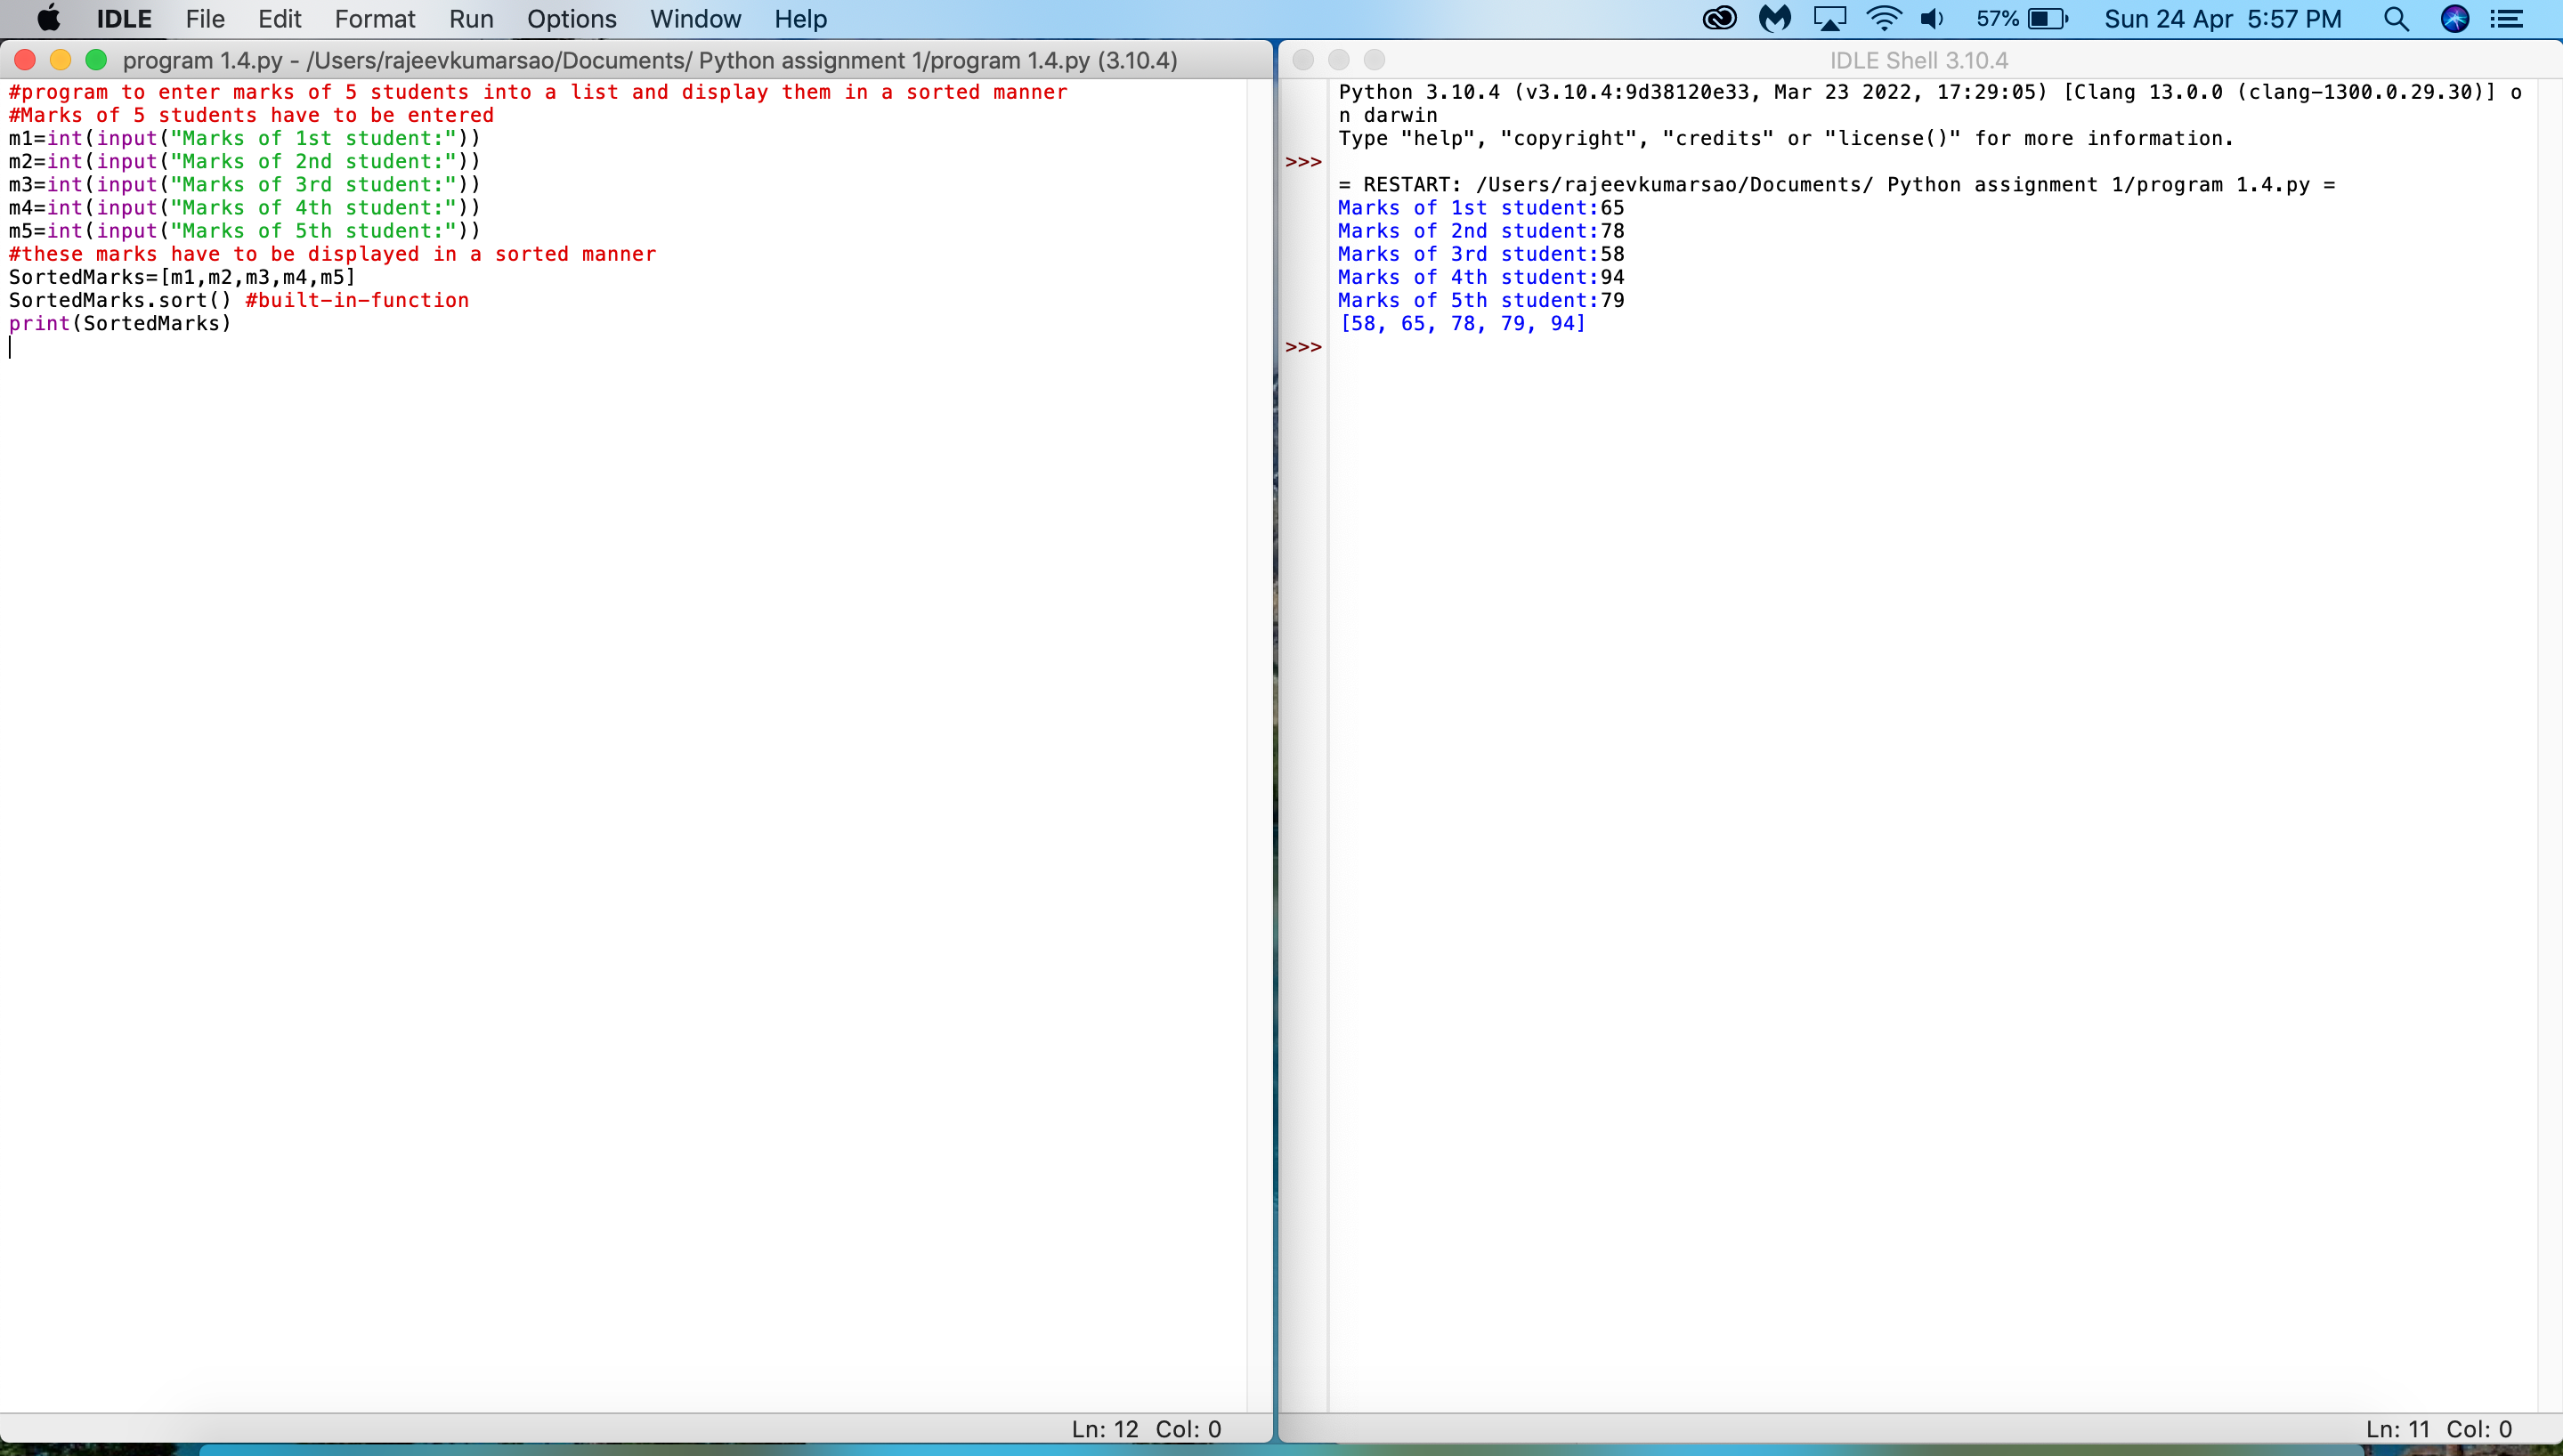 IDLE File Edit Format Run Options Window Help 57% Sun 24 Apr 5:57 PM
program 1.4.py - /Users/rajeevkumarsao/Documents/ Python assignment 1/program 1.4.py (3.10.4)
#program to enter marks of 5 students into a list and display them in a sorted manner
#Marks of 5 students have to be entered
m1=int(input("Marks of 1st student:"))
m2=int(input("Marks of 2nd student:"))
m3=int(input("Marks of 3rd student:"))
m4=int(input("Marks of 4th student:"))
m5=int(input("Marks of 5th student:"))
#these marks have to be displayed in a sorted manner
SortedMarks=[m1,m2,m3,m4,m5]
SortedMarks.sort() #built-in-function
print(SortedMarks)
Ln: 12 Col: 0
IDLE Shell 3.10.4
Python 3.10.4 (v3.10.4:9d38120e33, Mar 23 2022, 17:29:05) [Clang 13.0.0 (clang-1300.0.29.30)] o
n darwin
Type "help", "copyright", "credits" or "license()" for more information.
>>>
= RESTART: /Users/rajeevkumarsao/Documents/ Python assignment 1/program 1.4.py =
Marks of 1st student:65
Marks of 2nd student:78
Marks of 3rd student:58
Marks of 4th student:94
Marks of 5th student:79
[58, 65, 78, 79, 94]
>>>
Ln: 11 Col: 0